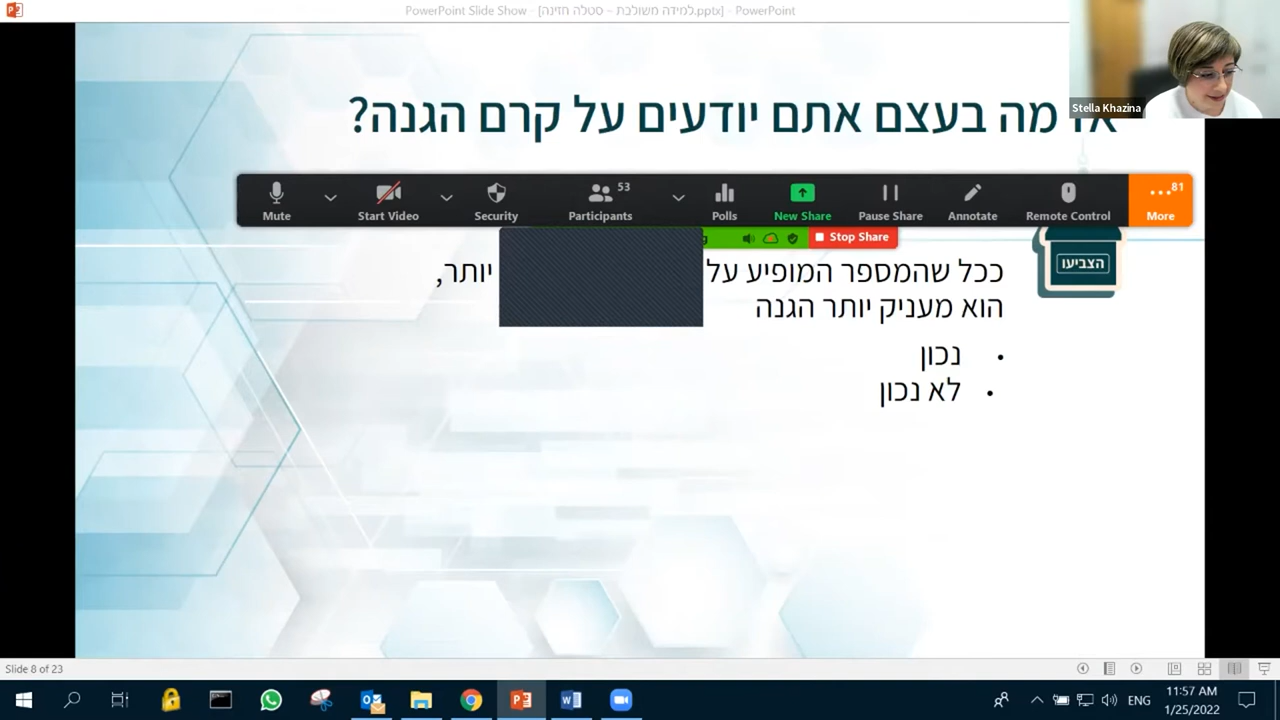 PowerPoint Slide Show - [למידה משולבת – סטלה חזינה.pptx] - PowerPoint
מה בעצם אתם יודעים על קרם הגנה?
Stella Khazina
Mute
Start Video
Security
53
Participants
Polls
New Share
Pause Share
Annotate
Remote Control
81
More
Stop Share
הצביעו
ככל שהמספר המופיע על
יותר,
הוא מעניק יותר הגנה
• נכון
• לא נכון
Slide 8 of 23
ENG
11:57 AM
1/25/2022